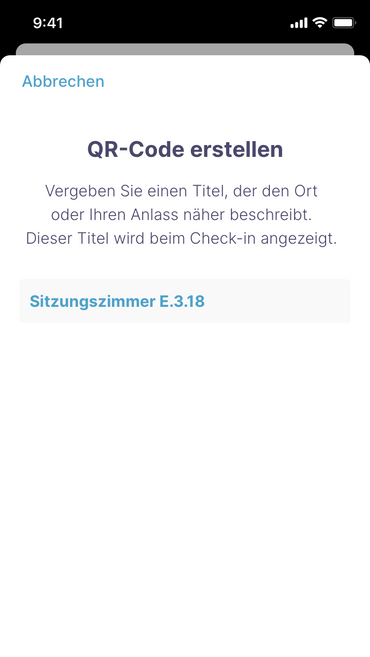 9:41
Abbrechen
QR-Code erstellen
Vergeben Sie einen Titel, der den Ort
oder Ihren Anlass näher beschreibt.
Dieser Titel wird beim Check-in angezeigt.
Sitzungszimmer E.3.18